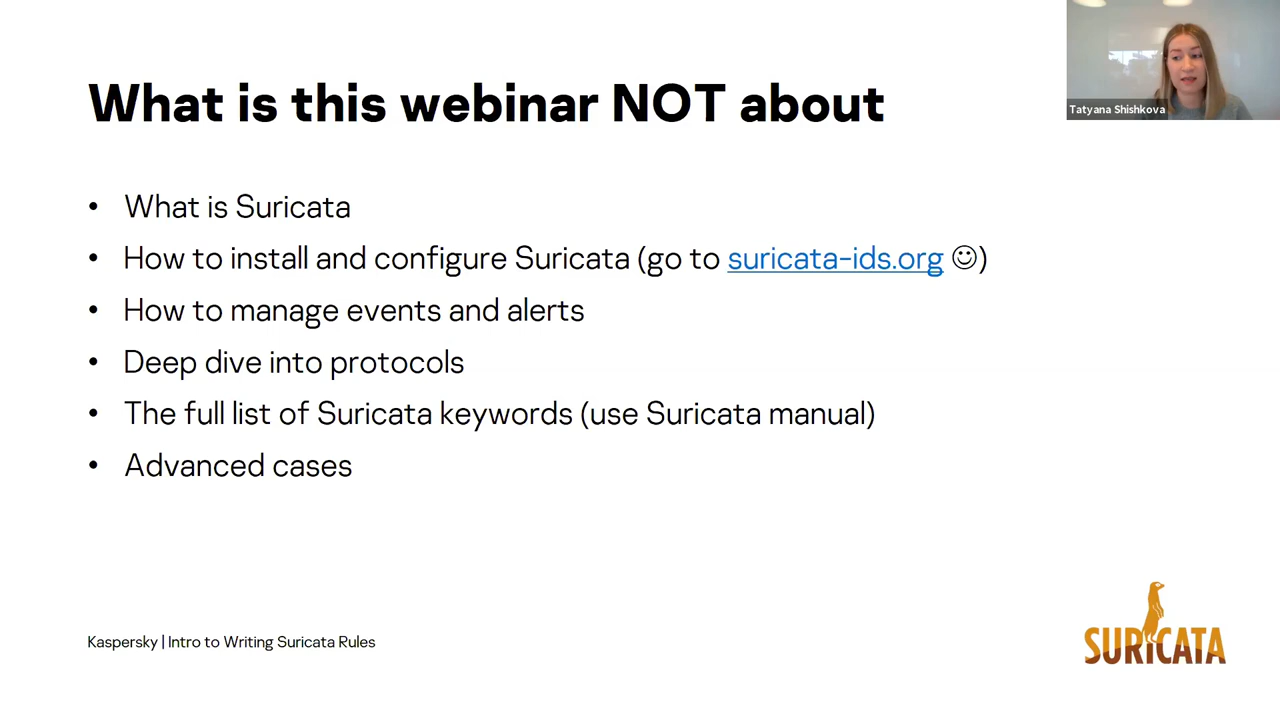 What is this webinar NOT about
Tatyana Shishkova
• What is Suricata
• How to install and configure Suricata (go to suricata-ids.org ☺)
• How to manage events and alerts
• Deep dive into protocols
• The full list of Suricata keywords (use Suricata manual)
• Advanced cases
Kaspersky | Intro to Writing Suricata Rules
SURICATA